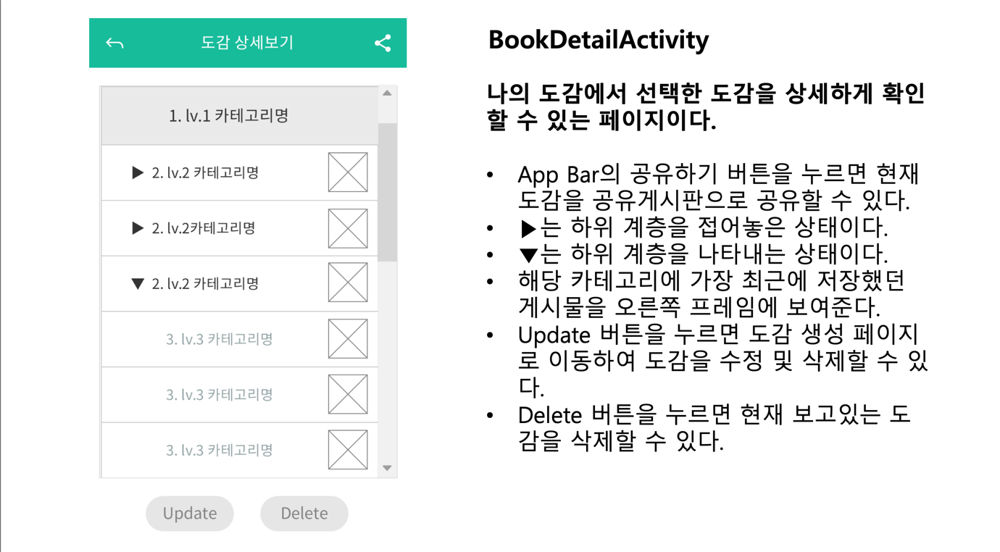 도감 상세보기
1. lv.1 카테고리명
▶ 2. lv.2 카테고리명
▶ 2. lv.2카테고리명
▼ 2. lv.2 카테고리명
3. lv.3 카테고리명
3. lv.3 카테고리명
3. lv.3 카테고리명
Update
Delete
BookDetailActivity
나의 도감에서 선택한 도감을 상세하게 확인
할 수 있는 페이지이다.
• App Bar의 공유하기 버튼을 누르면 현재
도감을 공유게시판으로 공유할 수 있다.
• ▶는 하위 계층을 접어놓은 상태이다.
• ▼는 하위 계층을 나타내는 상태이다.
• 해당 카테고리에 가장 최근에 저장했던
게시물을 오른쪽 프레임에 보여준다.
• Update 버튼을 누르면 도감 생성 페이지
로 이동하여 도감을 수정 및 삭제할 수 있
다.
• Delete 버튼을 누르면 현재 보고있는 도
감을 삭제할 수 있다.